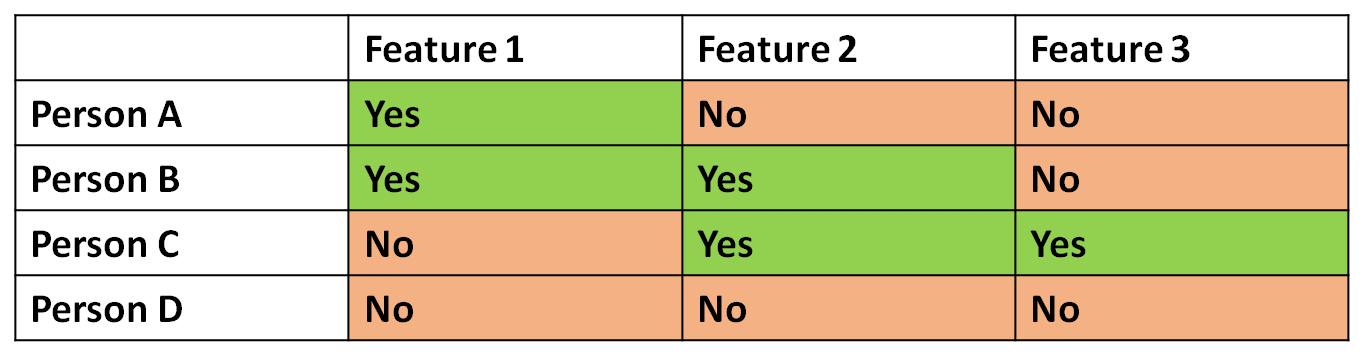 Feature 1 Feature 2 Feature 3
Person A Yes No No
Person B Yes Yes No
Person C No Yes Yes
Person D No No No